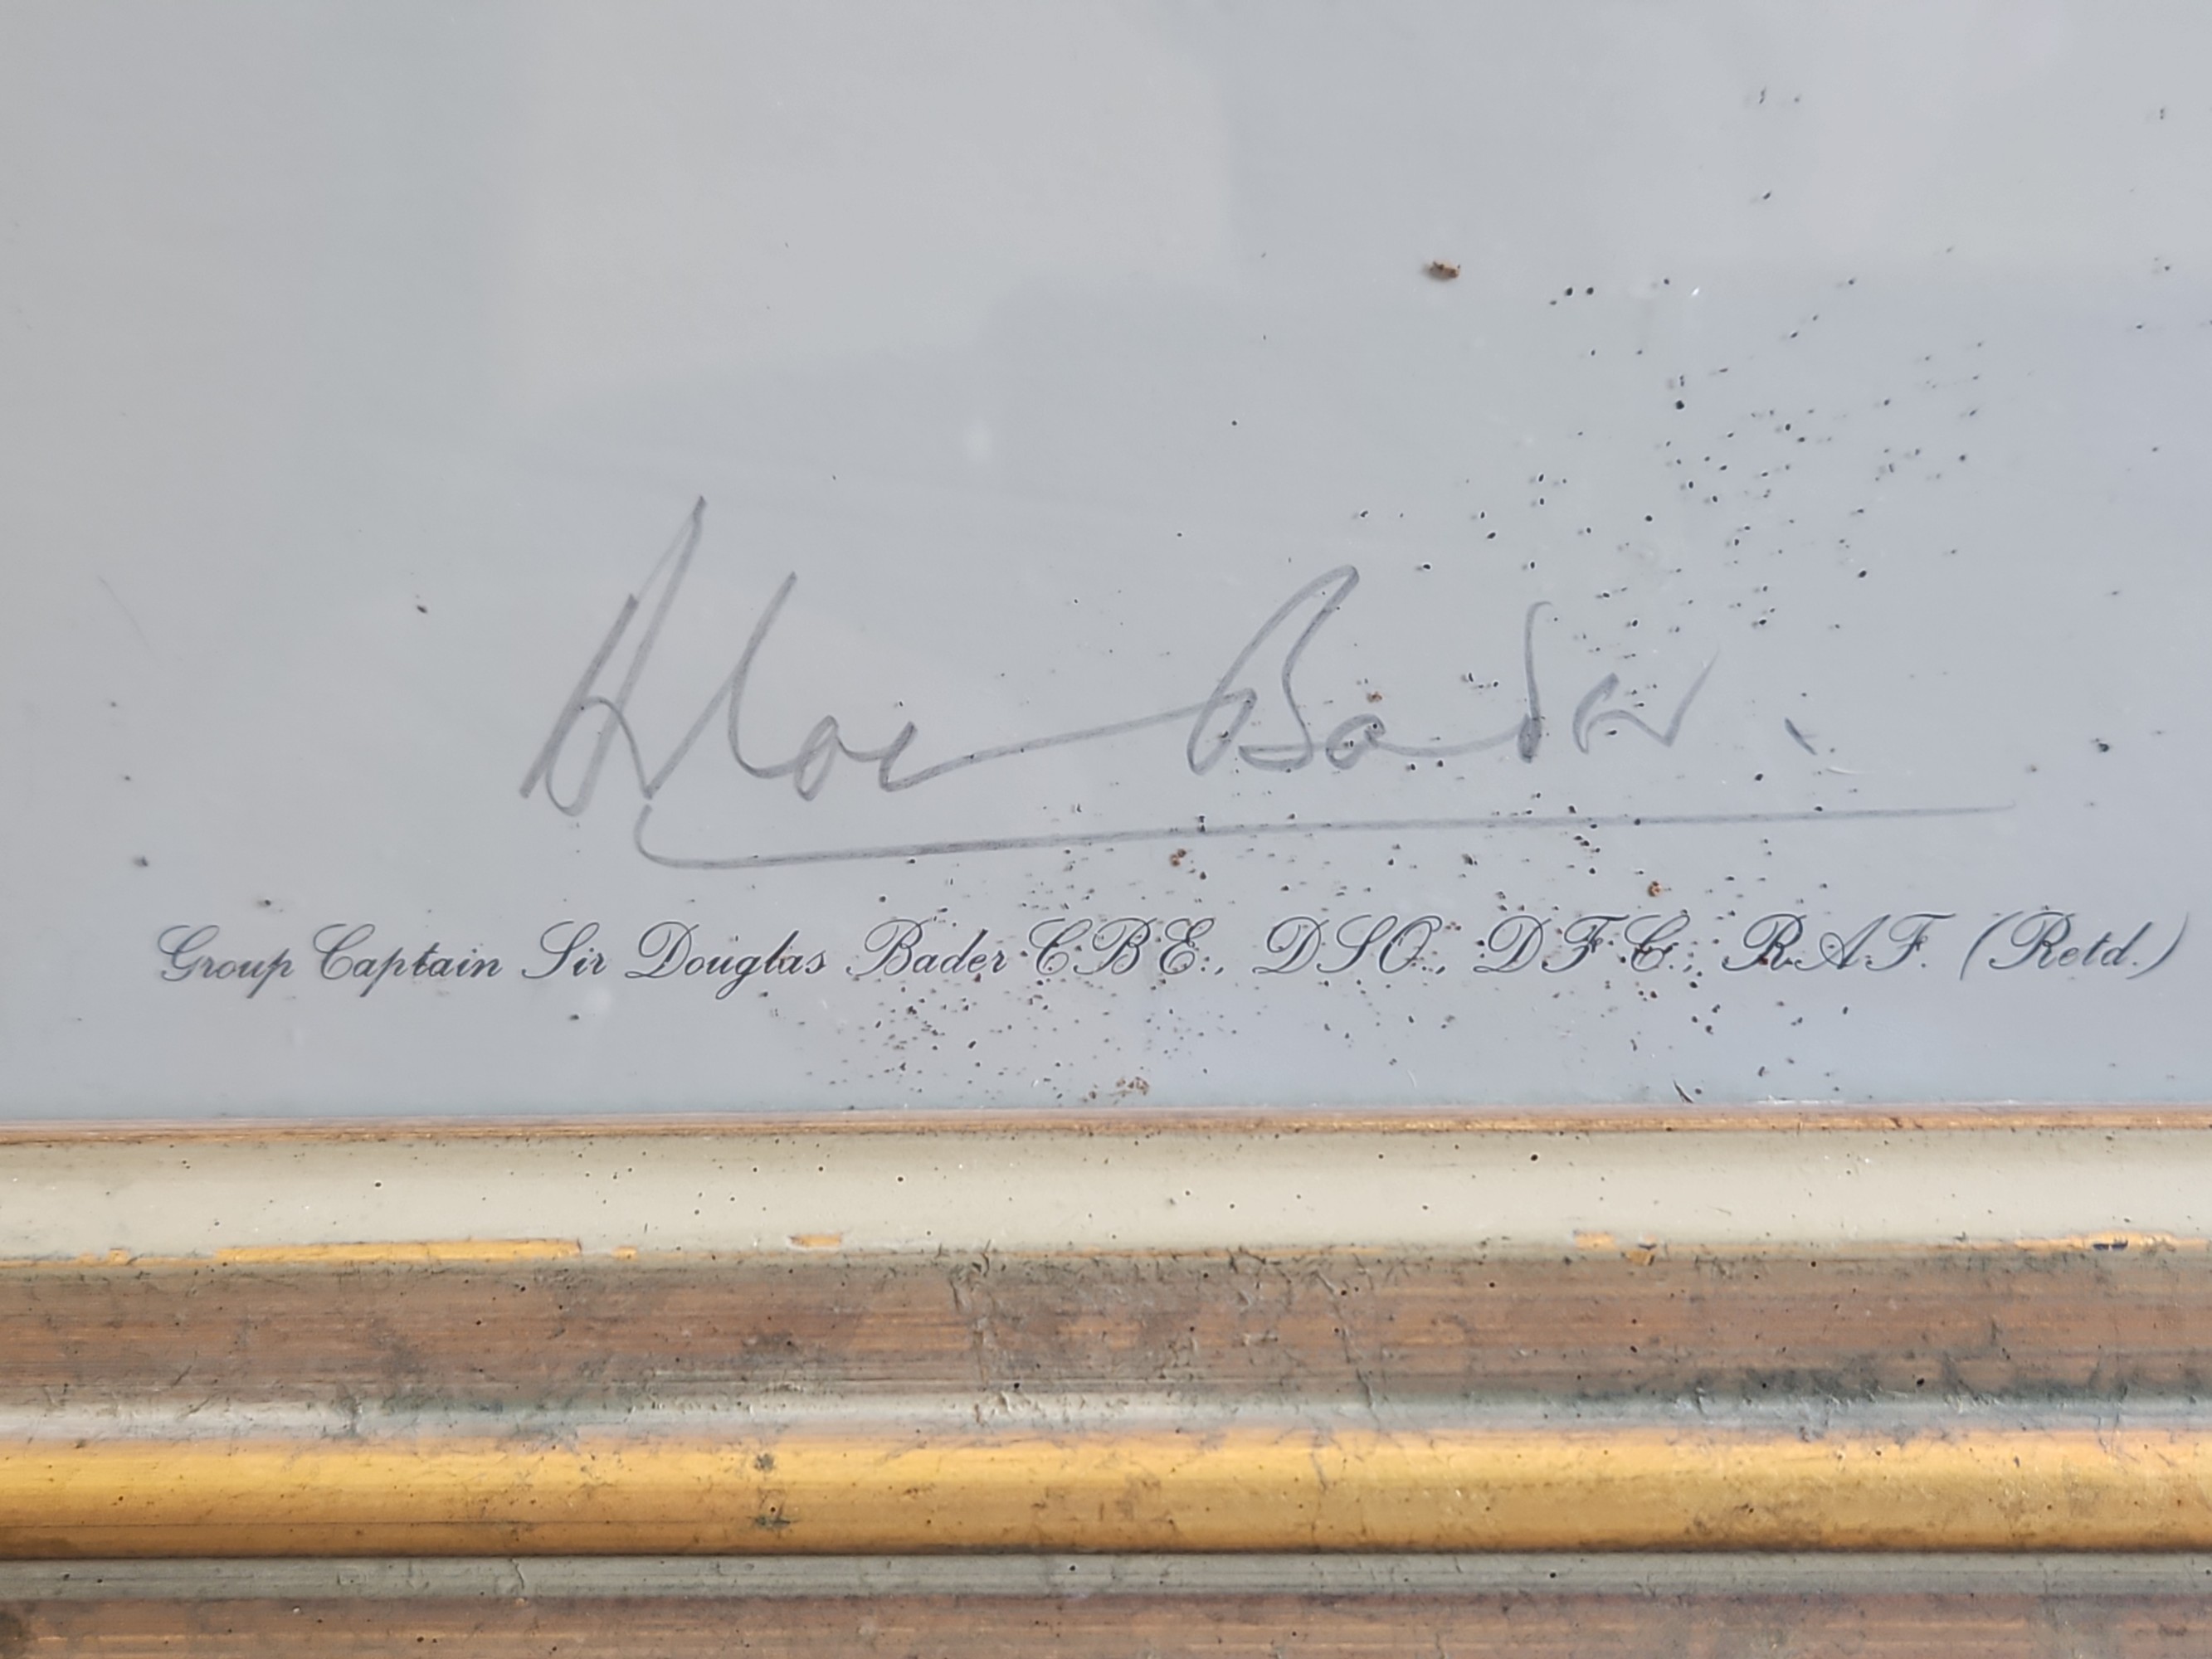 Douglas Bader.
Group Captain Sir Douglas Bader C.B.E., D.S.O., D.F.C., R.A.F. (Retd.)